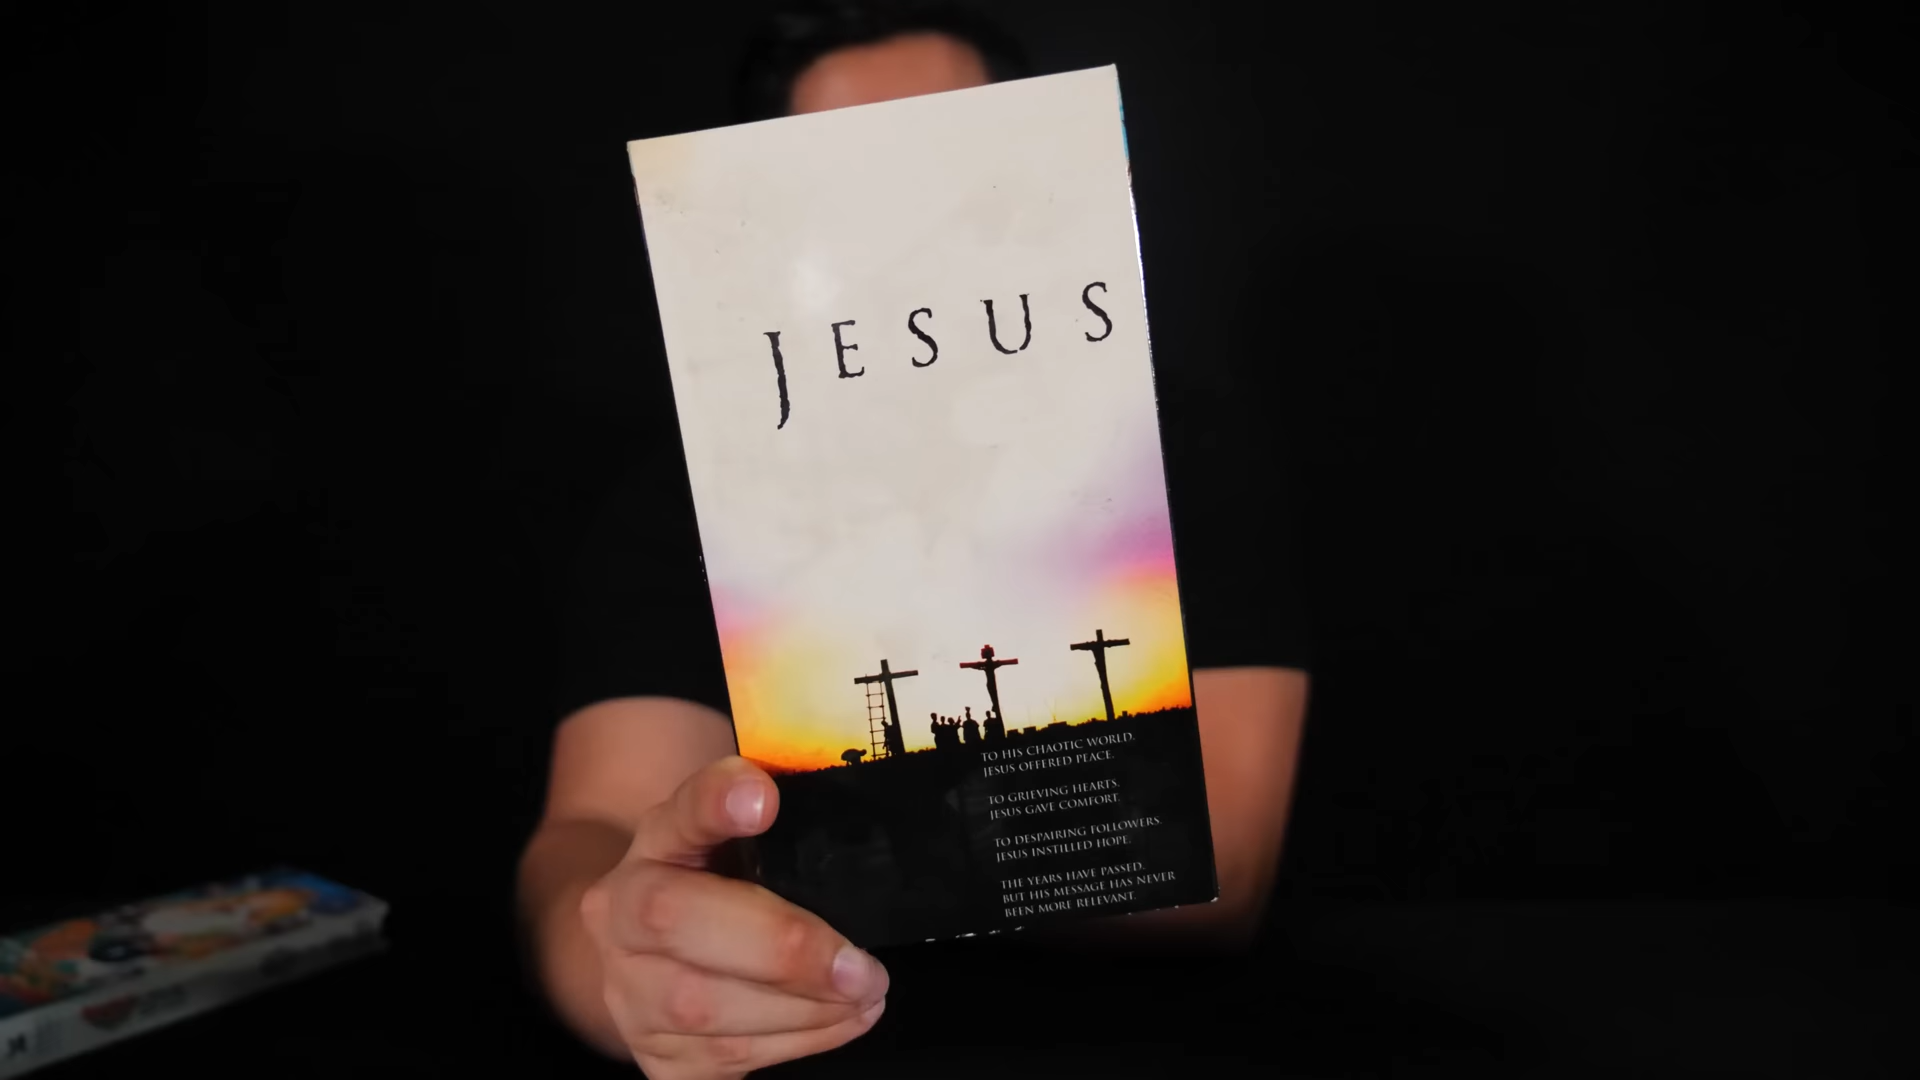 JESUS
TO HIS CHAOTIC WORLD,
JESUS OFFERED PEACE.
TO GRIEVING HEARTS,
JESUS GAVE COMFORT.
TO DESPAIRING FOLLOWERS,
JESUS INSTILLED HOPE.
THE YEARS HAVE PASSED,
BUT HIS MESSAGE HAS NEVER
BEEN MORE RELEVANT.